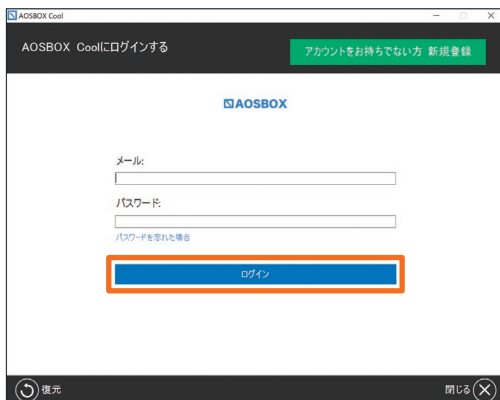 AOSBOX Cool
AOSBOX Coolにログインする
アカウントをお持ちでない方 新規登録
AOSBOX
メール:
パスワード:
パスワードを忘れた場合
ログイン
復元
閉じる